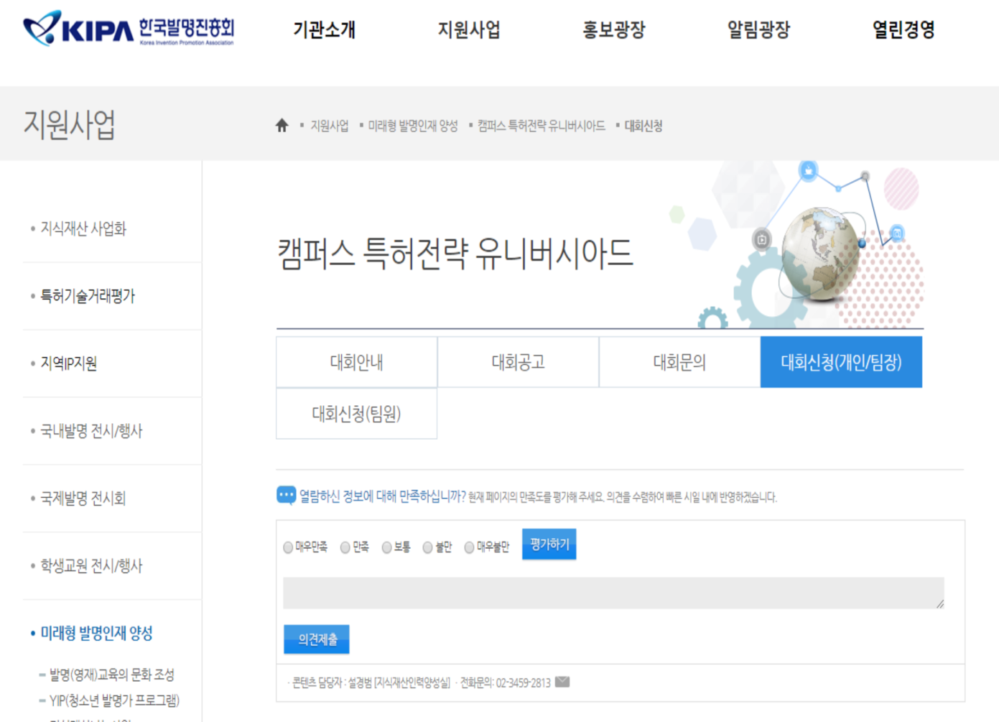 KIPA 한국발명진흥회
Korea Invention Promotion Association
기관소개
지원사업
홍보광장
알림광장
열린경영
지원사업
지원사업
미래형 발명인재 양성
캠퍼스 특허전략 유니버시아드
대회신청
• 지식재산 사업화
• 특허기술거래평가
• 지역IP지원
• 국내발명 전시/행사
• 국제발명 전시회
• 학생교원 전시/행사
• 미래형 발명인재 양성
– 발명(영재)교육의 문화 조성
– YIP(청소년 발명가 프로그램)
캠퍼스 특허전략 유니버시아드
대회안내
대회공고
대회문의
대회신청(개인/팀장)
대회신청(팀원)
열람하신 정보에 대해 만족하십니까? 현재 페이지의 만족도를 평가해 주세요. 의견을 수렴하여 빠른 시일 내에 반영하겠습니다.
매우만족 만족 보통 불만 매우불만 평가하기
의견제출
· 콘텐츠 담당자 : 설경범 [지식재산인력양성실] · 전화문의: 02-3459-2813